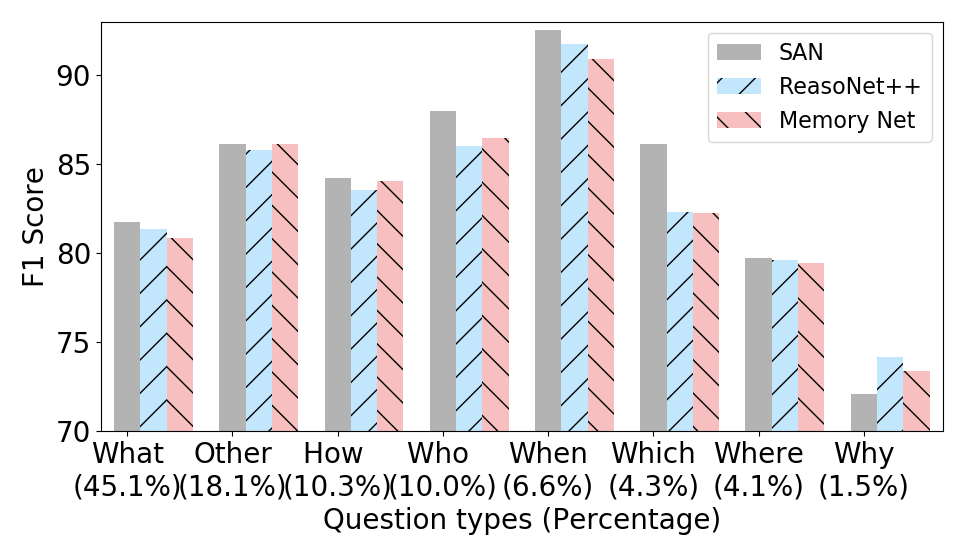 SAN
ReasoNet++
Memory Net
F1 Score
90
85
80
75
70
What Other How Who When Which Where Why
(45.1%) (18.1%) (10.3%) (10.0%) (6.6%) (4.3%) (4.1%) (1.5%)
Question types (Percentage)